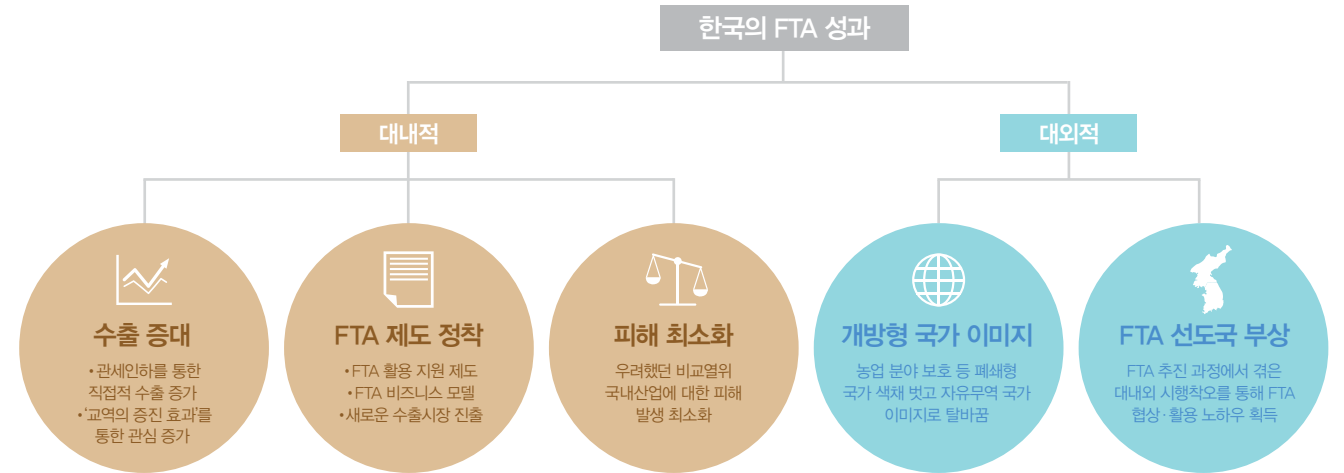 한국의 FTA 성과
대내적
대외적
수출 증대
• 관세인하를 통한
직접적 수출 증가
• '교역의 증진 효과'를
통한 관심 증가
FTA 제도 정착
• FTA 활용 지원 제도
• FTA 비즈니스 모델
• 새로운 수출시장 진출
피해 최소화
우려했던 비교열위
국내산업에 대한 피해
발생 최소화
개방형 국가 이미지
농업 분야 보호 등 폐쇄형
국가 색채 벗고 자유무역 국가
이미지로 탈바꿈
FTA 선도국 부상
FTA 추진 과정에서 겪은
대내외 시행착오를 통해 FTA
협상·활용 노하우 획득